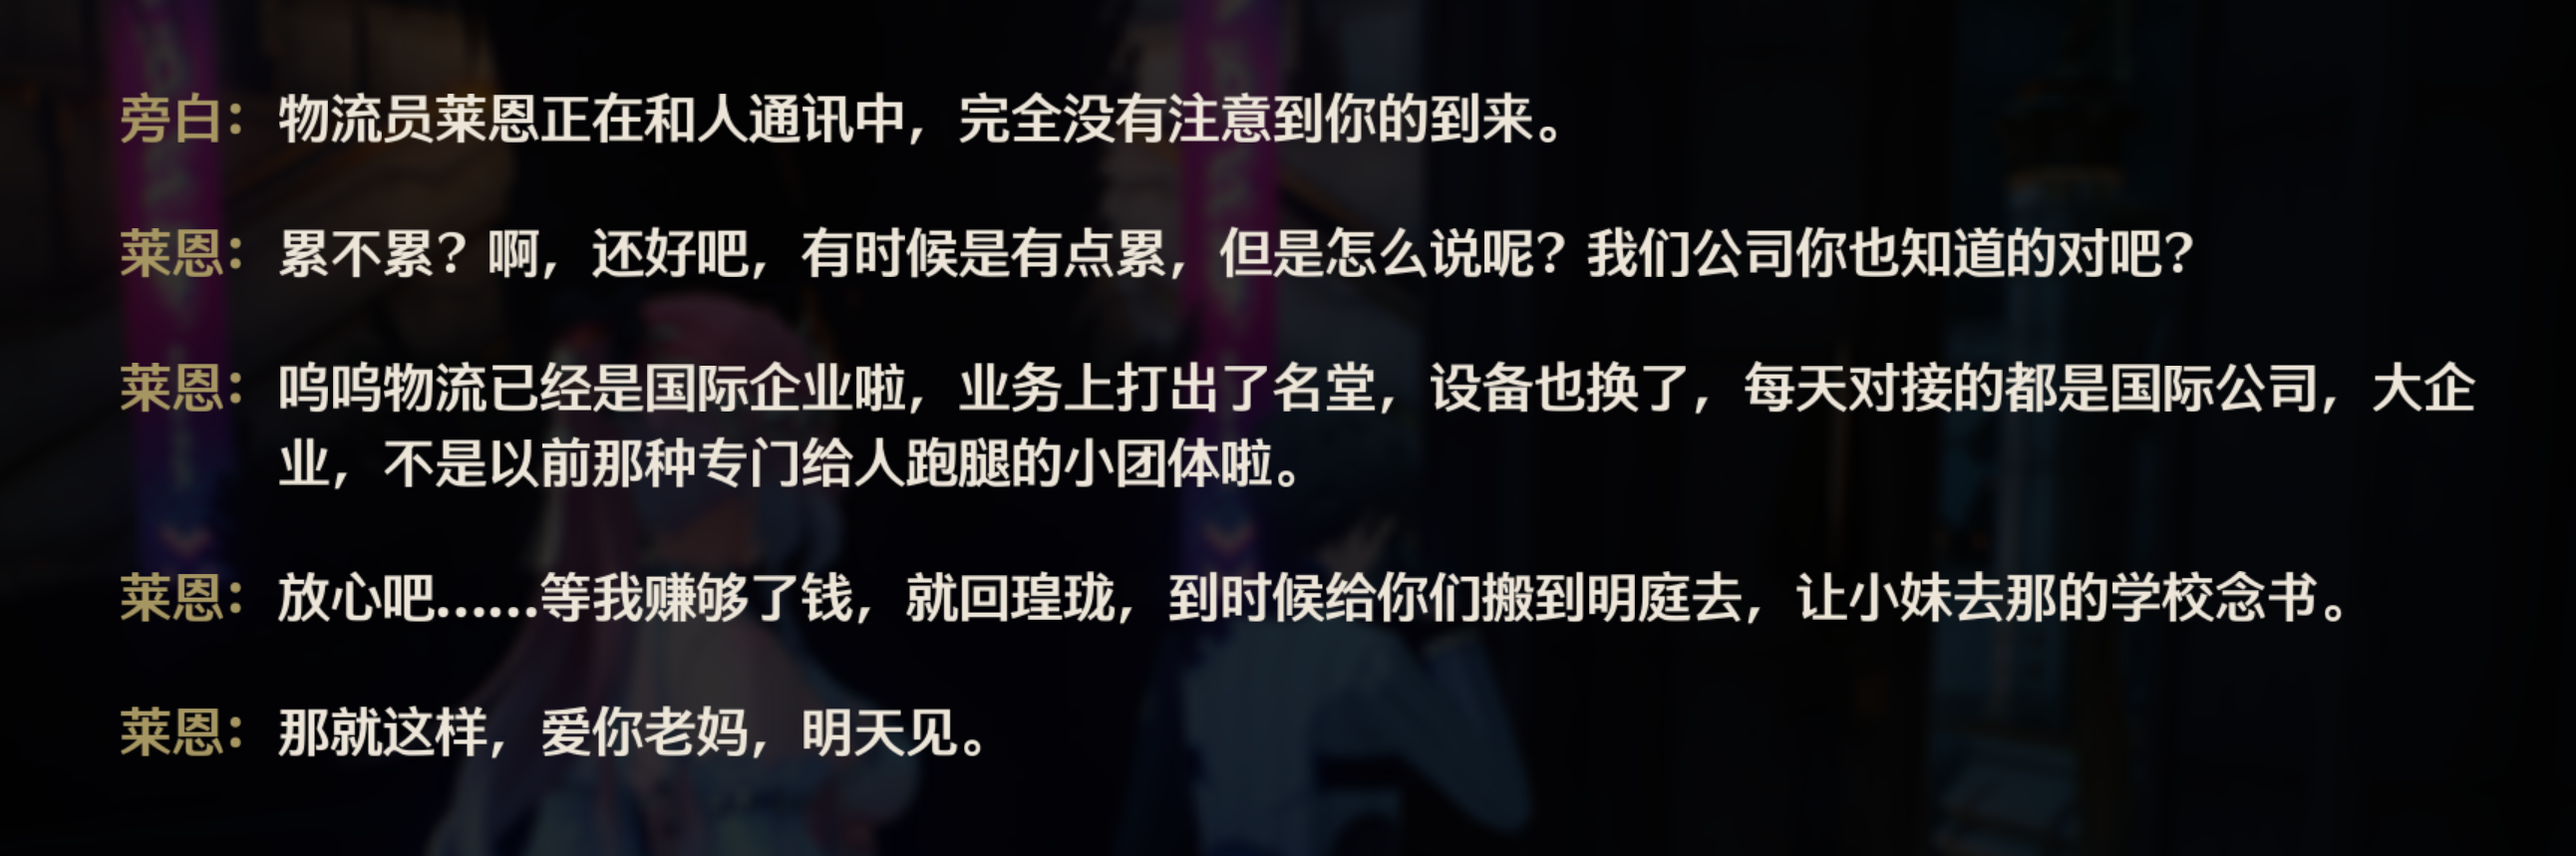 旁白：物流员莱恩正在和人通讯中，完全没有注意到你的到来。
莱恩：累不累？啊，还好吧，有时候是有点累，但是怎么说呢？我们公司你也知道的对吧？
莱恩：呜呜物流已经是国际企业啦，业务上打出了名堂，设备也换了，每天对接的都是国际公司，大企
业，不是以前那种专门给人跑腿的小团体啦。
莱恩：放心吧……等我赚够了钱，就回瑝珑，到时候给你们搬到明庭去，让小妹去那的学校念书。
莱恩：那就这样，爱你老妈，明天见。